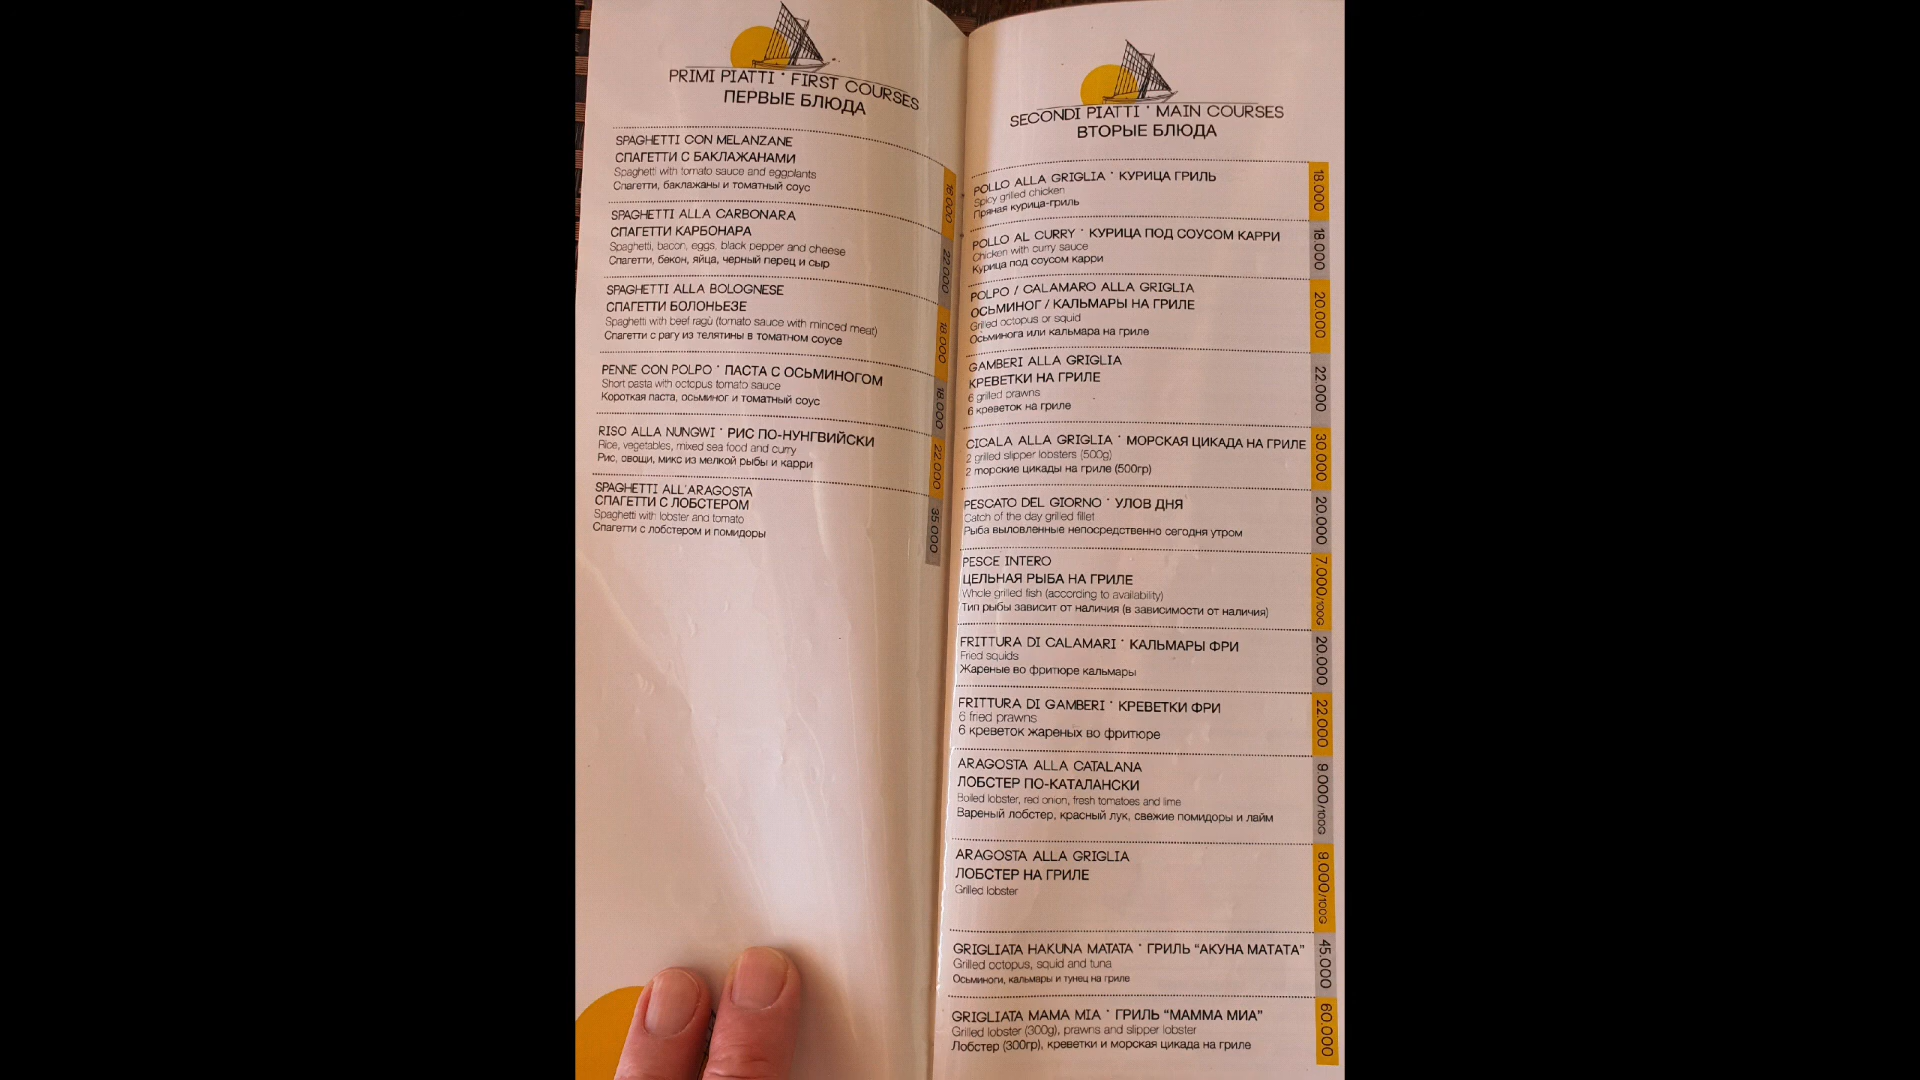 PRIMI PIATTI • FIRST COURSES
ПЕРВЫЕ БЛЮДА
SPAGHETTI CON MELANZANE
СПАГЕТТИ С БАКЛАЖАНАМИ
Spaghetti with tomato sauce and eggplants
Спагетти, баклажаны и томатный соус
18.000
SPAGHETTI ALLA CARBONARA
СПАГЕТТИ КАРБОНАРА
Spaghetti, bacon, eggs, black pepper and cheese
Спагетти, бекон, яйца, черный перец и сыр
22.000
SPAGHETTI ALLA BOLOGNESE
СПАГЕТТИ БОЛОНЬЕЗЕ
Spaghetti with beef ragù (tomato sauce with minced meat)
Спагетти с рагу из телятины в томатном соусе
18.000
PENNE CON POLPO • ПАСТА С ОСЬМИНОГОМ
Short pasta with octopus tomato sauce
Короткая паста, осьминог и томатный соус
18.000
RISO ALLA NUNGWI • РИС ПО-НУНГВИЙСКИ
Rice, vegetables, mixed sea food and curry
Рис, овощи, микс из мелкой рыбы и карри
22.000
SPAGHETTI ALL'ARAGOSTA
СПАГЕТТИ С ЛОБСТЕРОМ
Spaghetti with lobster and tomato
Спагетти с лобстером и помидоры
35.000
SECONDI PIATTI • MAIN COURSES
ВТОРЫЕ БЛЮДА
POLLO ALLA GRIGLIA • КУРИЦА ГРИЛЬ
Spicy grilled chicken
Пряная курица-гриль
18.000
POLLO AL CURRY • КУРИЦА ПОД СОУСОМ КАРРИ
Chicken with curry sauce
Курица под соусом карри
18.000
POLPO / CALAMARO ALLA GRIGLIA
ОСЬМИНОГ / КАЛЬМАРЫ НА ГРИЛЕ
Grilled octopus or squid
Осьминога или кальмара на гриле
20.000
GAMBERI ALLA GRIGLIA
КРЕВЕТКИ НА ГРИЛЕ
6 grilled prawns
6 креветок на гриле
22.000
CICALA ALLA GRIGLIA • МОРСКАЯ ЦИКАДА НА ГРИЛЕ
2 grilled slipper lobsters (500g)
2 морские цикады на гриле (500гр)
30.000
PESCATO DEL GIORNO • УЛОВ ДНЯ
Catch of the day grilled fillet
Рыба выловленные непосредственно сегодня утром
20.000
PESCE INTERO
ЦЕЛЬНАЯ РЫБА НА ГРИЛЕ
Whole grilled fish (according to availability)
Тип рыбы зависит от наличия (в зависимости от наличия)
7.000/100G
FRITTURA DI CALAMARI • КАЛЬМАРЫ ФРИ
Fried squids
Жареные во фритюре кальмары
20.000
FRITTURA DI GAMBERI • КРЕВЕТКИ ФРИ
6 fried prawns
6 креветок жареных во фритюре
22.000
ARAGOSTA ALLA CATALANA
ЛОБСТЕР ПО-КАТАЛАНСКИ
Boiled lobster, red onion, fresh tomatoes and lime
Вареный лобстер, красный лук, свежие помидоры и лайм
9.000/100G
ARAGOSTA ALLA GRIGLIA
ЛОБСТЕР НА ГРИЛЕ
Grilled lobster
9.000/100G
GRIGLIATA HAKUNA MATATA • ГРИЛЬ “АКУНА МАТАТА”
Grilled octopus, squid and tuna
Осьминоги, кальмары и тунец на гриле
45.000
GRIGLIATA MAMA MIA • ГРИЛЬ “МАММА МИА”
Grilled lobster (300g), prawns and slipper lobster
Лобстер (300гр), креветки и морская цикада на гриле
60.000